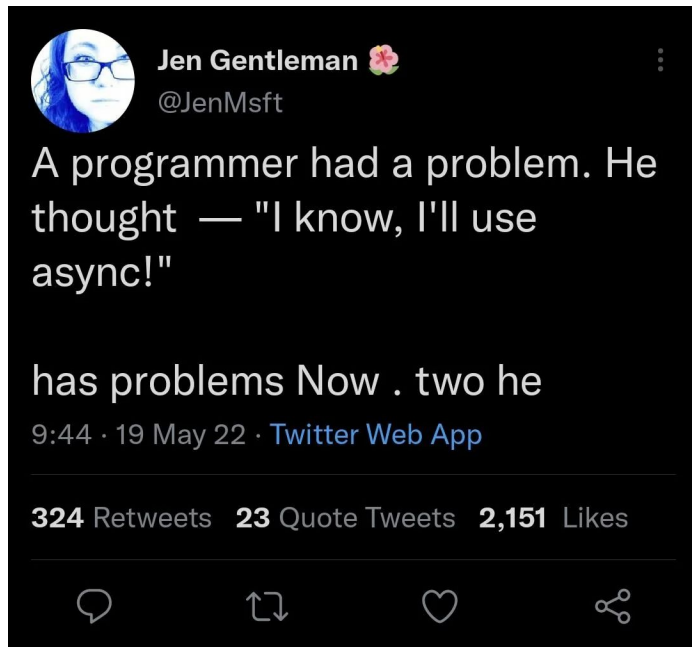 Jen Gentleman 🌺
@JenMsft
A programmer had a problem. He
thought — "I know, I'll use
async!"
has problems Now . two he
9:44 · 19 May 22 · Twitter Web App
324 Retweets 23 Quote Tweets 2,151 Likes